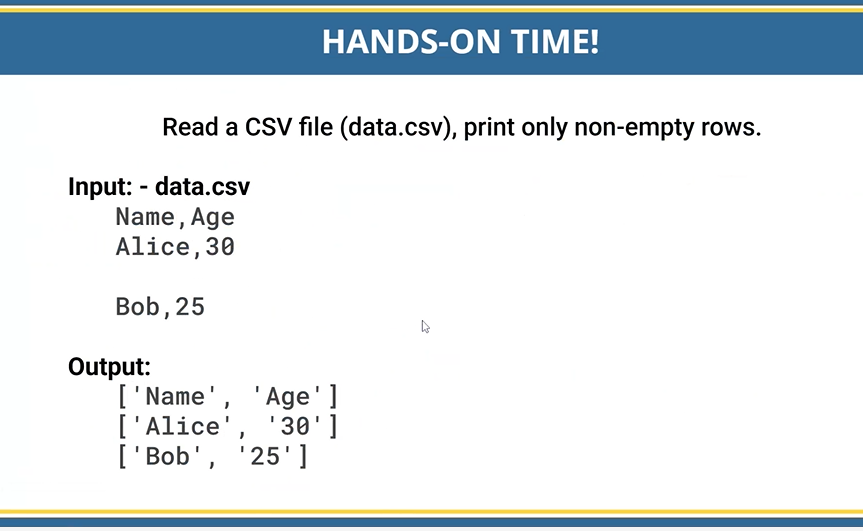 HANDS-ON TIME!
Read a CSV file (data.csv), print only non-empty rows.
Input: - data.csv
Name,Age
Alice,30
Bob,25
Output:
['Name', 'Age']
['Alice', '30']
['Bob', '25']